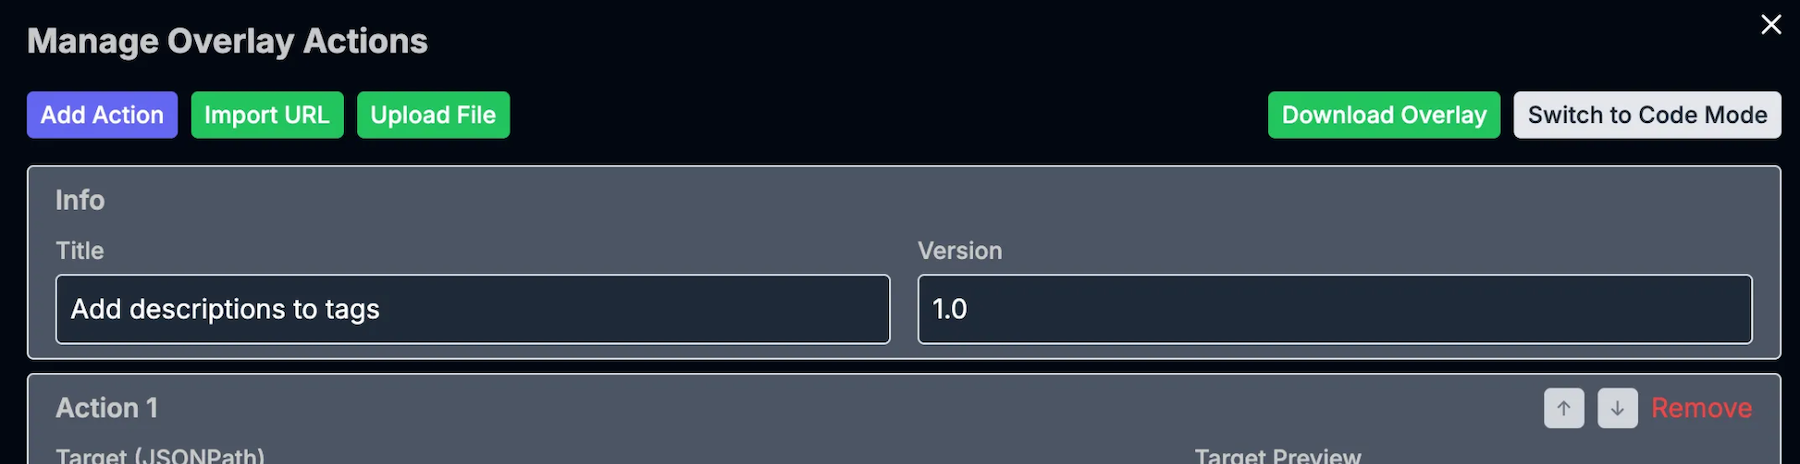 Manage Overlay Actions
Add Action Import URL Upload File Download Overlay Switch to Code Mode
Info
Title Version
Add descriptions to tags 1.0
Action 1 Remove
Target (JSONPath) Target Preview